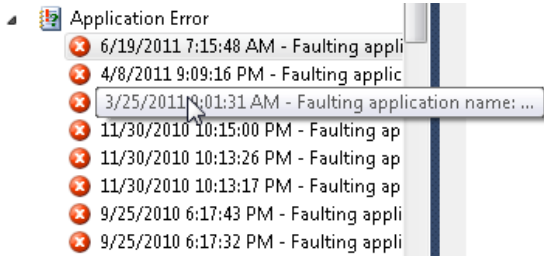 Application Error
6/19/2011 7:15:48 AM - Faulting appli
4/8/2011 9:09:16 PM - Faulting applic
3/25/2011 9:01:31 AM - Faulting application name: ...
11/30/2010 10:15:00 PM - Faulting ap
11/30/2010 10:13:26 PM - Faulting ap
11/30/2010 10:13:17 PM - Faulting ap
9/25/2010 6:17:43 PM - Faulting appli
9/25/2010 6:17:32 PM - Faulting appli